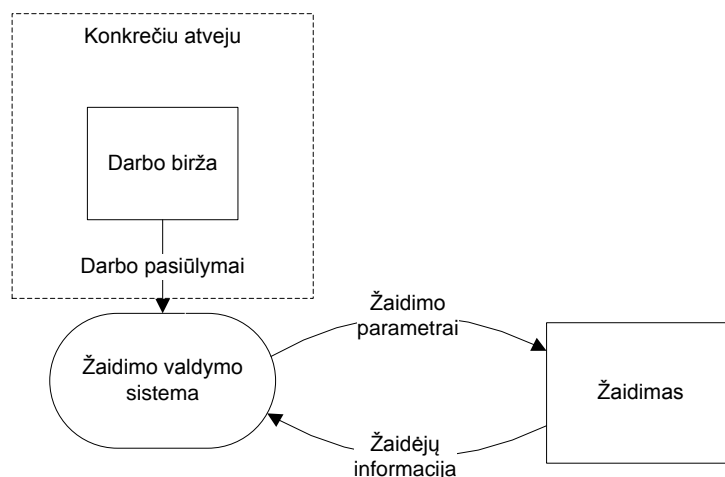 Konkrečiu atveju
Darbo birža
Darbo pasiūlymai
Žaidimo
parametrai
Žaidimo valdymo
sistema
Žaidimas
Žaidėjų
informacija